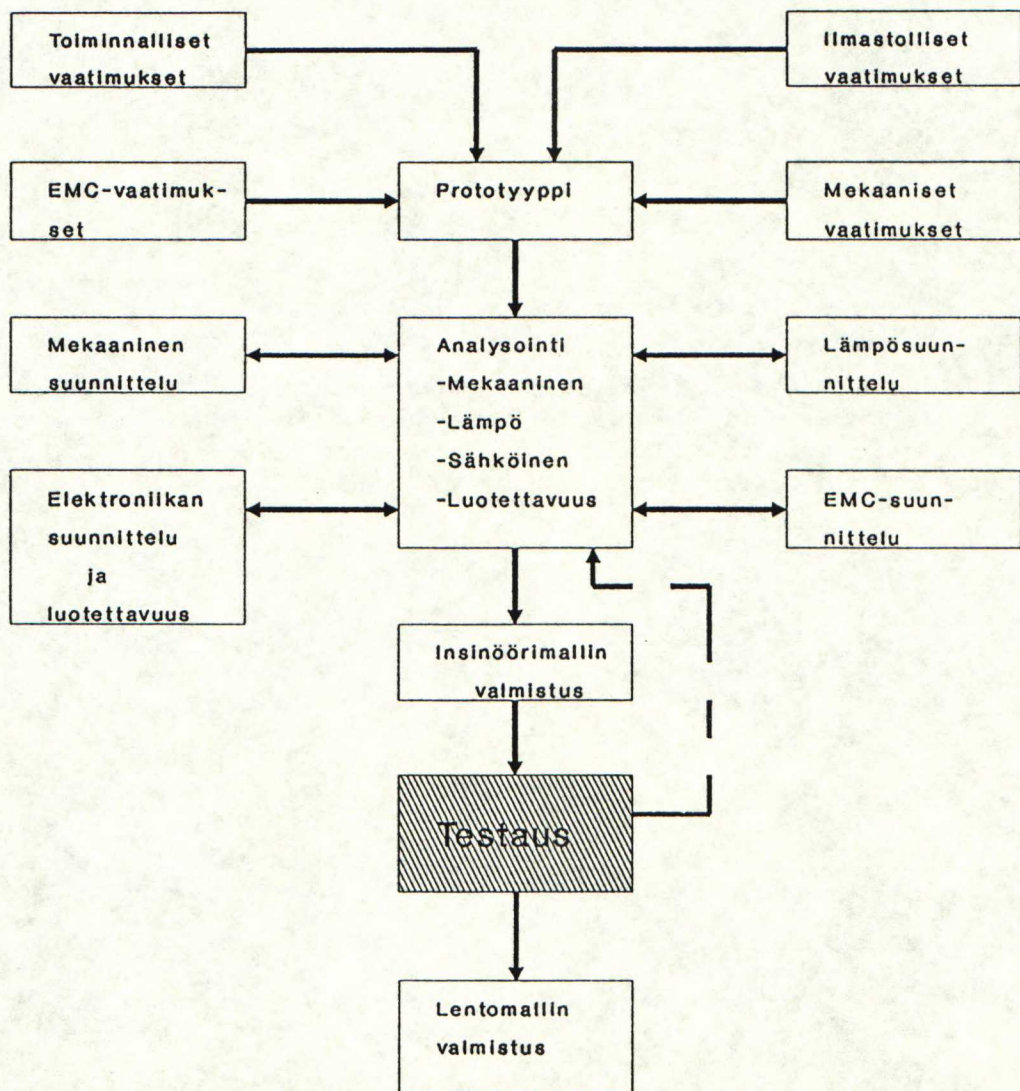 Toiminnalliset
vaatimukset
Ilmastolliset
vaatimukset
EMC-vaatimuk-
set
Prototyyppi
Mekaaniset
vaatimukset
Mekaaninen
suunnittelu
Analysointi
-Mekaaninen
-Lämpö
-Sähköinen
-Luotettavuus
Lämpösuun-
nittelu
Elektroniikan
suunnittelu
ja
luotettavuus
EMC-suun-
nittelu
Insinöörimallin
valmistus
Testaus
Lentomallin
valmistus